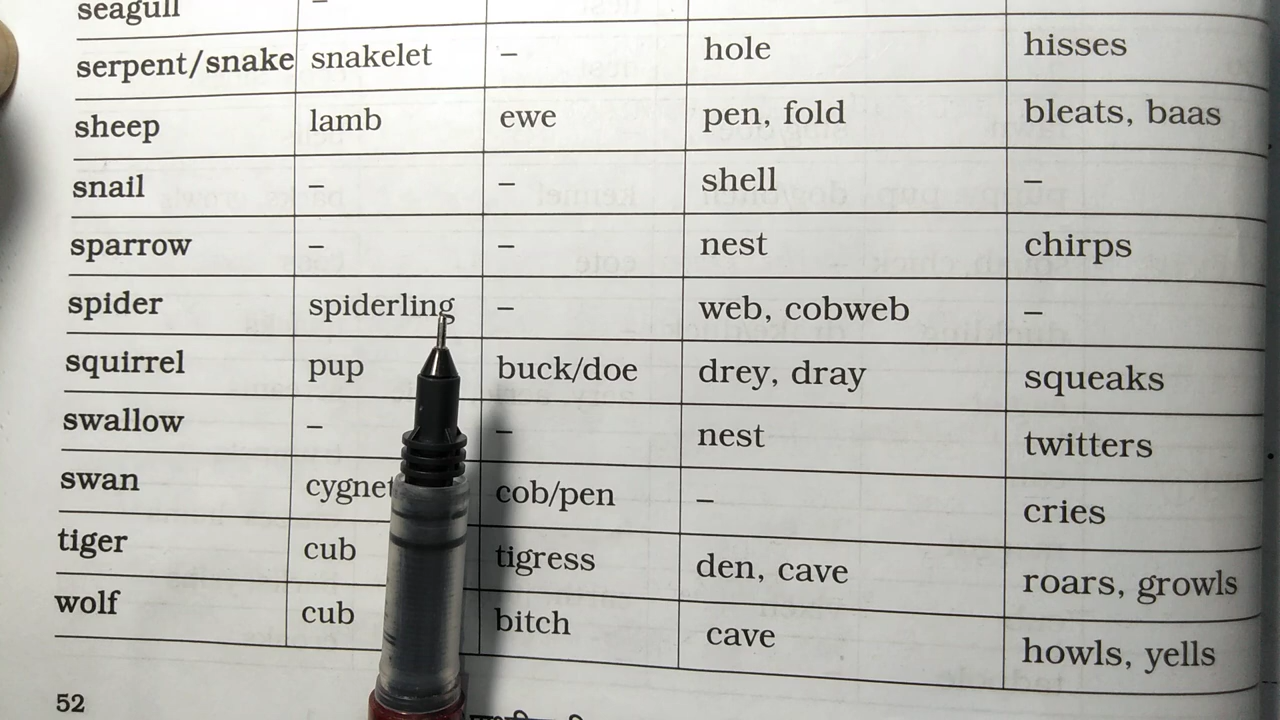 seagull –
serpent/snake snakelet – hole hisses
sheep lamb ewe pen, fold bleats, baas
snail – – shell –
sparrow – – nest chirps
spider spiderling – web, cobweb –
squirrel pup buck/doe drey, dray squeaks
swallow – – nest twitters
swan cygnet cob/pen – cries
tiger cub tigress den, cave roars, growls
wolf cub bitch cave howls, yells
52